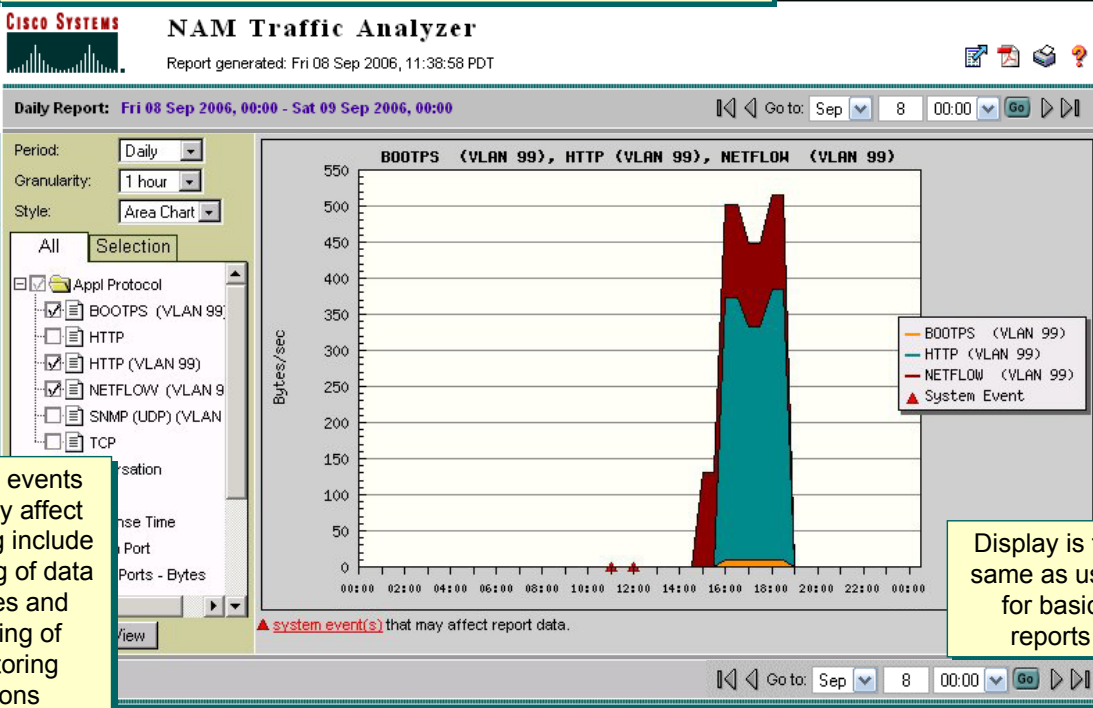 CISCO SYSTEMS
NAM Traffic Analyzer
Report generated: Fri 08 Sep 2006, 11:38:58 PDT
Daily Report: Fri 08 Sep 2006, 00:00 - Sat 09 Sep 2006, 00:00
Go to: Sep 8 00:00 Go
Period: Daily
Granularity: 1 hour
Style: Area Chart
All Selection
Appl Protocol
BOOTPS (VLAN 99)
HTTP
HTTP (VLAN 99)
NETFLOW (VLAN 9
SNMP (UDP) (VLAN
TCP
rsation
nse Time
Port
Ports - Bytes
View
events
y affect
g include
g of data
es and
ing of
toring
ons
BOOTPS (VLAN 99), HTTP (VLAN 99), NETFLOW (VLAN 99)
Bytes/sec
550
500
450
400
350
300
250
200
150
100
50
0
00:00 02:00 04:00 06:00 08:00 10:00 12:00 14:00 16:00 18:00 20:00 22:00 00:00
BOOTPS (VLAN 99)
HTTP (VLAN 99)
NETFLOW (VLAN 99)
System Event
system event(s) that may affect report data.
Display is
same as us
for basic
reports
Go to: Sep 8 00:00 Go